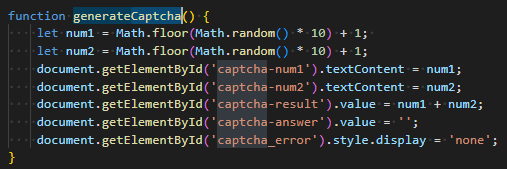 function generateCaptcha() {
    let num1 = Math.floor(Math.random() * 10) + 1;
    let num2 = Math.floor(Math.random() * 10) + 1;
    document.getElementById('captcha-num1').textContent = num1;
    document.getElementById('captcha-num2').textContent = num2;
    document.getElementById('captcha-result').value = num1 + num2;
    document.getElementById('captcha-answer').value = '';
    document.getElementById('captcha_error').style.display = 'none';
}